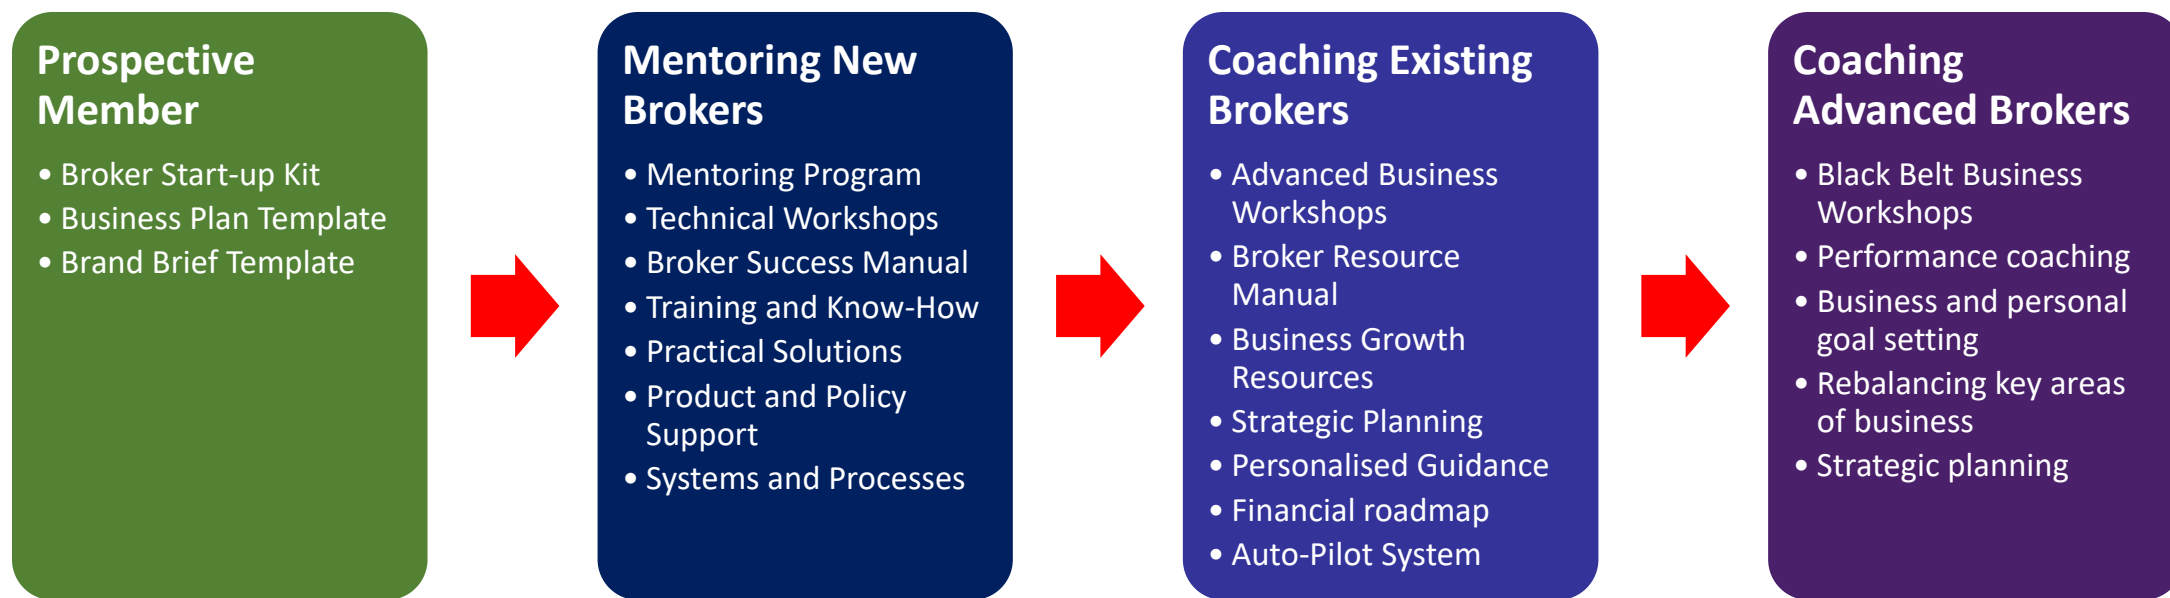 Prospective
Member
• Broker Start-up Kit
• Business Plan Template
• Brand Brief Template
Mentoring New
Brokers
• Mentoring Program
• Technical Workshops
• Broker Success Manual
• Training and Know-How
• Practical Solutions
• Product and Policy
Support
• Systems and Processes
Coaching Existing
Brokers
• Advanced Business
Workshops
• Broker Resource
Manual
• Business Growth
Resources
• Strategic Planning
• Personalised Guidance
• Financial roadmap
• Auto-Pilot System
Coaching
Advanced Brokers
• Black Belt Business
Workshops
• Performance coaching
• Business and personal
goal setting
• Rebalancing key areas
of business
• Strategic planning